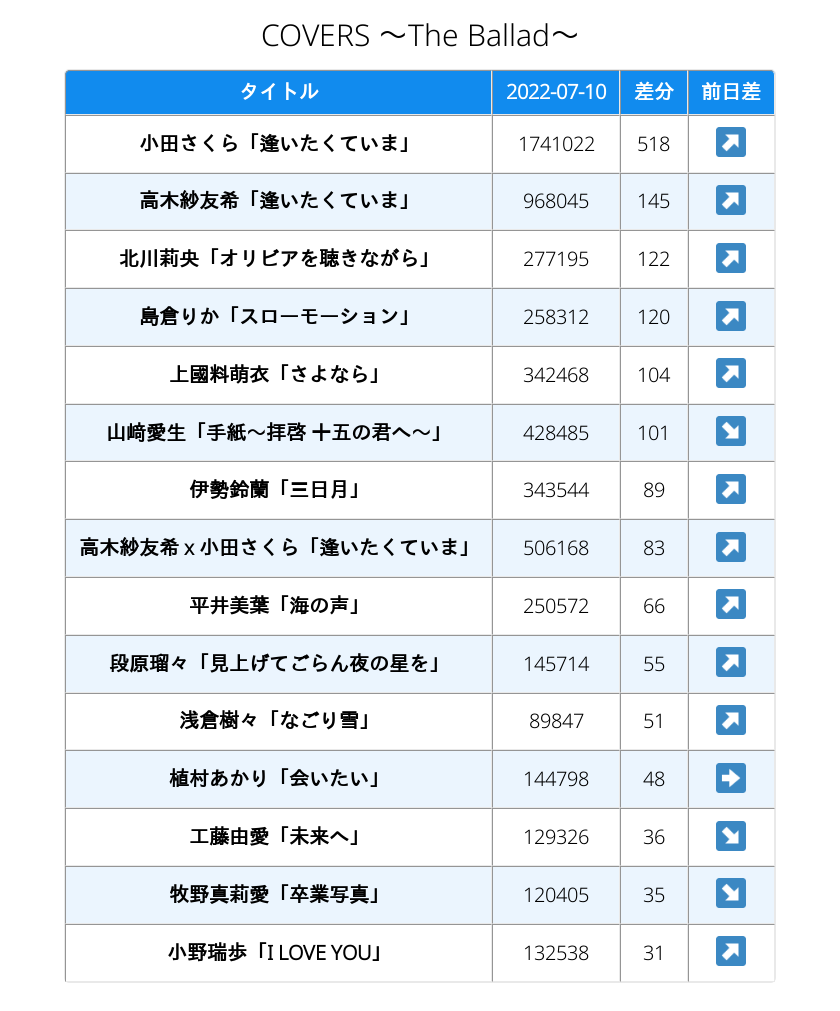 COVERS ～The Ballad～
タイトル 2022-07-10 差分 前日差
小田さくら「逢いたくていま」 1741022 518 ↗
高木紗友希「逢いたくていま」 968045 145 ↗
北川莉央「オリビアを聴きながら」 277195 122 ↗
島倉りか「スローモーション」 258312 120 ↗
上國料萌衣「さよなら」 342468 104 ↗
山﨑愛生「手紙～拝啓 十五の君へ～」 428485 101 ↘
伊勢鈴蘭「三日月」 343544 89 ↗
高木紗友希 x 小田さくら「逢いたくていま」 506168 83 ↗
平井美葉「海の声」 250572 66 ↗
段原瑠々「見上げてごらん夜の星を」 145714 55 ↗
浅倉樹々「なごり雪」 89847 51 ↗
植村あかり「会いたい」 144798 48 ➡
工藤由愛「未来へ」 129326 36 ↘
牧野真莉愛「卒業写真」 120405 35 ↘
小野瑞歩「I LOVE YOU」 132538 31 ↗